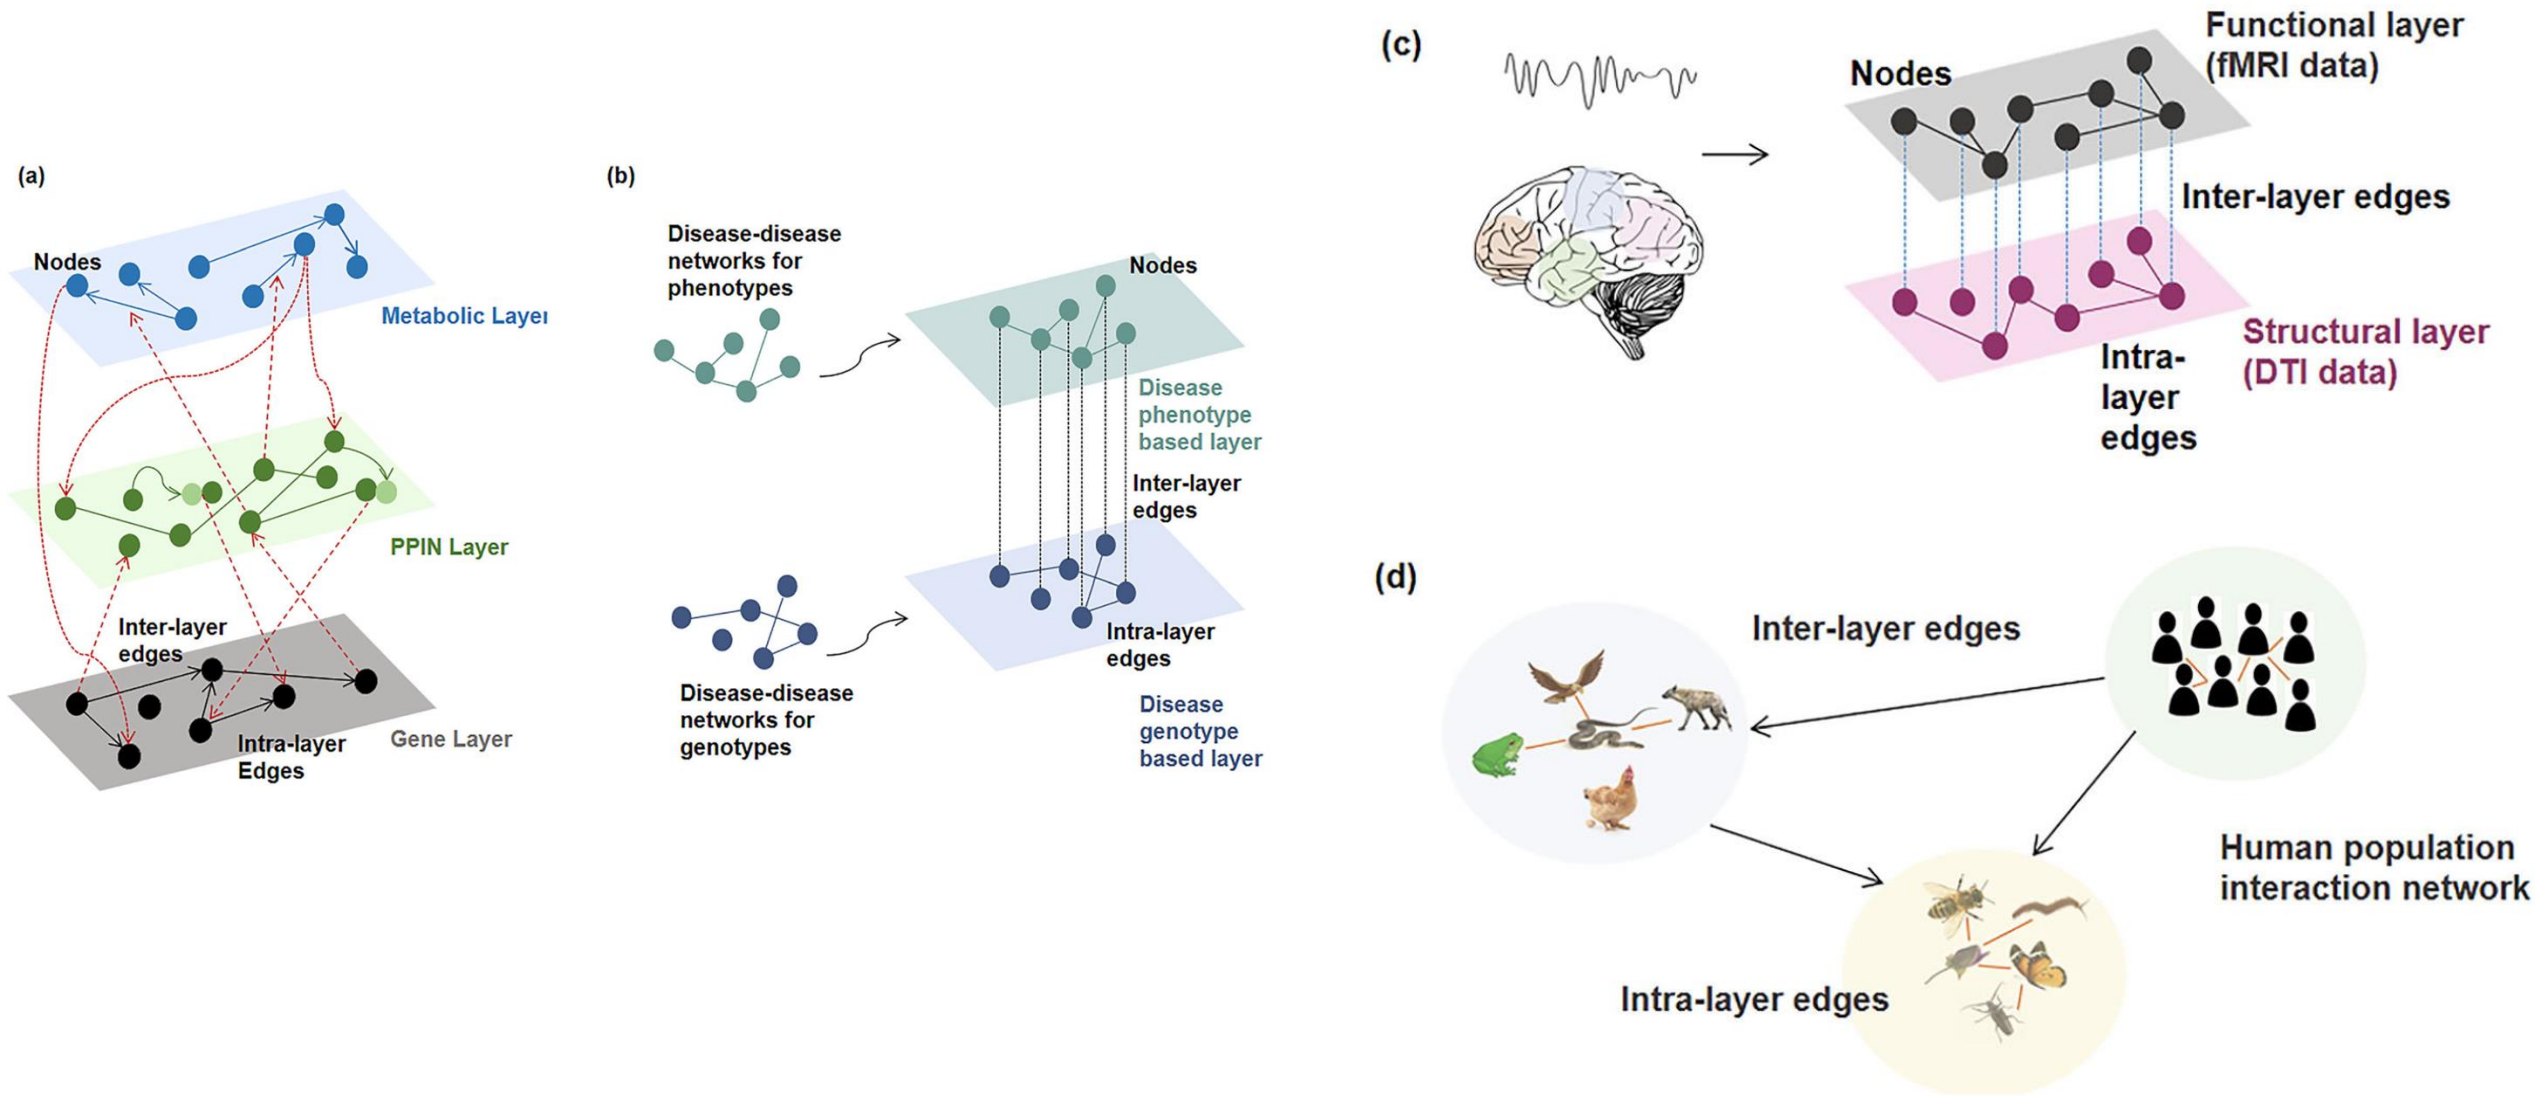 (a)
Nodes
Metabolic Layer
PPIN Layer
Inter-layer
edges
Intra-layer
Edges
Gene Layer
(b)
Disease-disease
networks for
phenotypes
Nodes
Disease
phenotype
based layer
Inter-layer
edges
Intra-layer
edges
Disease-disease
networks for
genotypes
Disease
genotype
based layer
(c)
Nodes
Functional layer
(fMRI data)
Inter-layer edges
Structural layer
(DTI data)
Intra-
layer
edges
(d)
Inter-layer edges
Human population
interaction network
Intra-layer edges